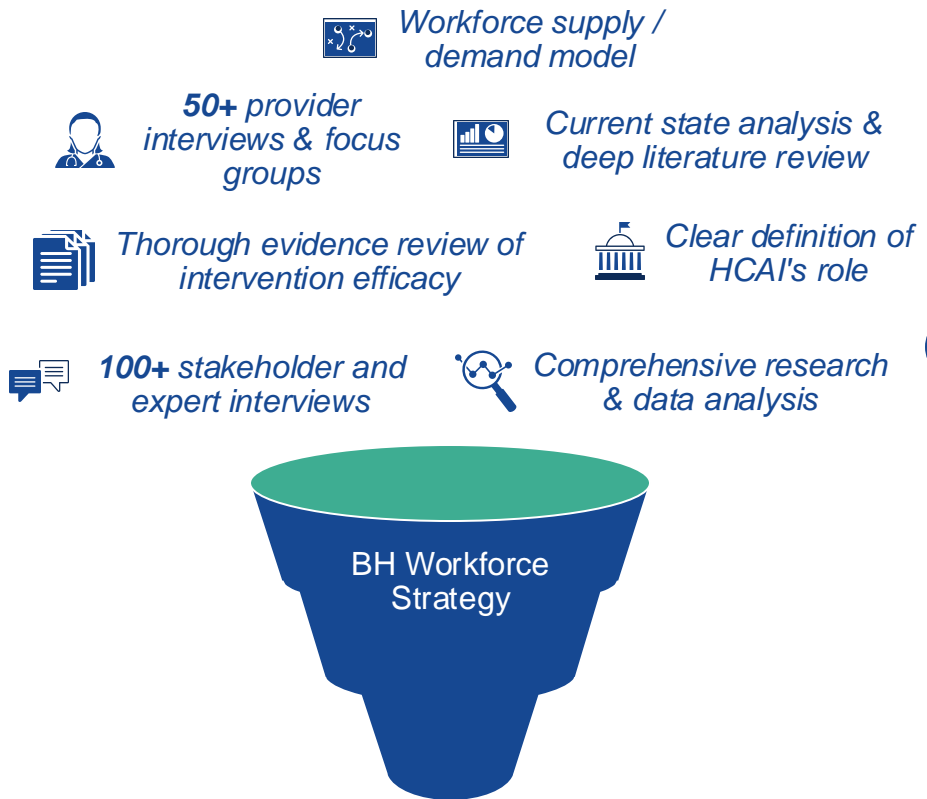 Workforce supply /
demand model
50+ provider
interviews & focus
groups
Current state analysis &
deep literature review
Thorough evidence review of
intervention efficacy
Clear definition of
HCAI's role
100+ stakeholder and
expert interviews
Comprehensive research
& data analysis
BH Workforce
Strategy